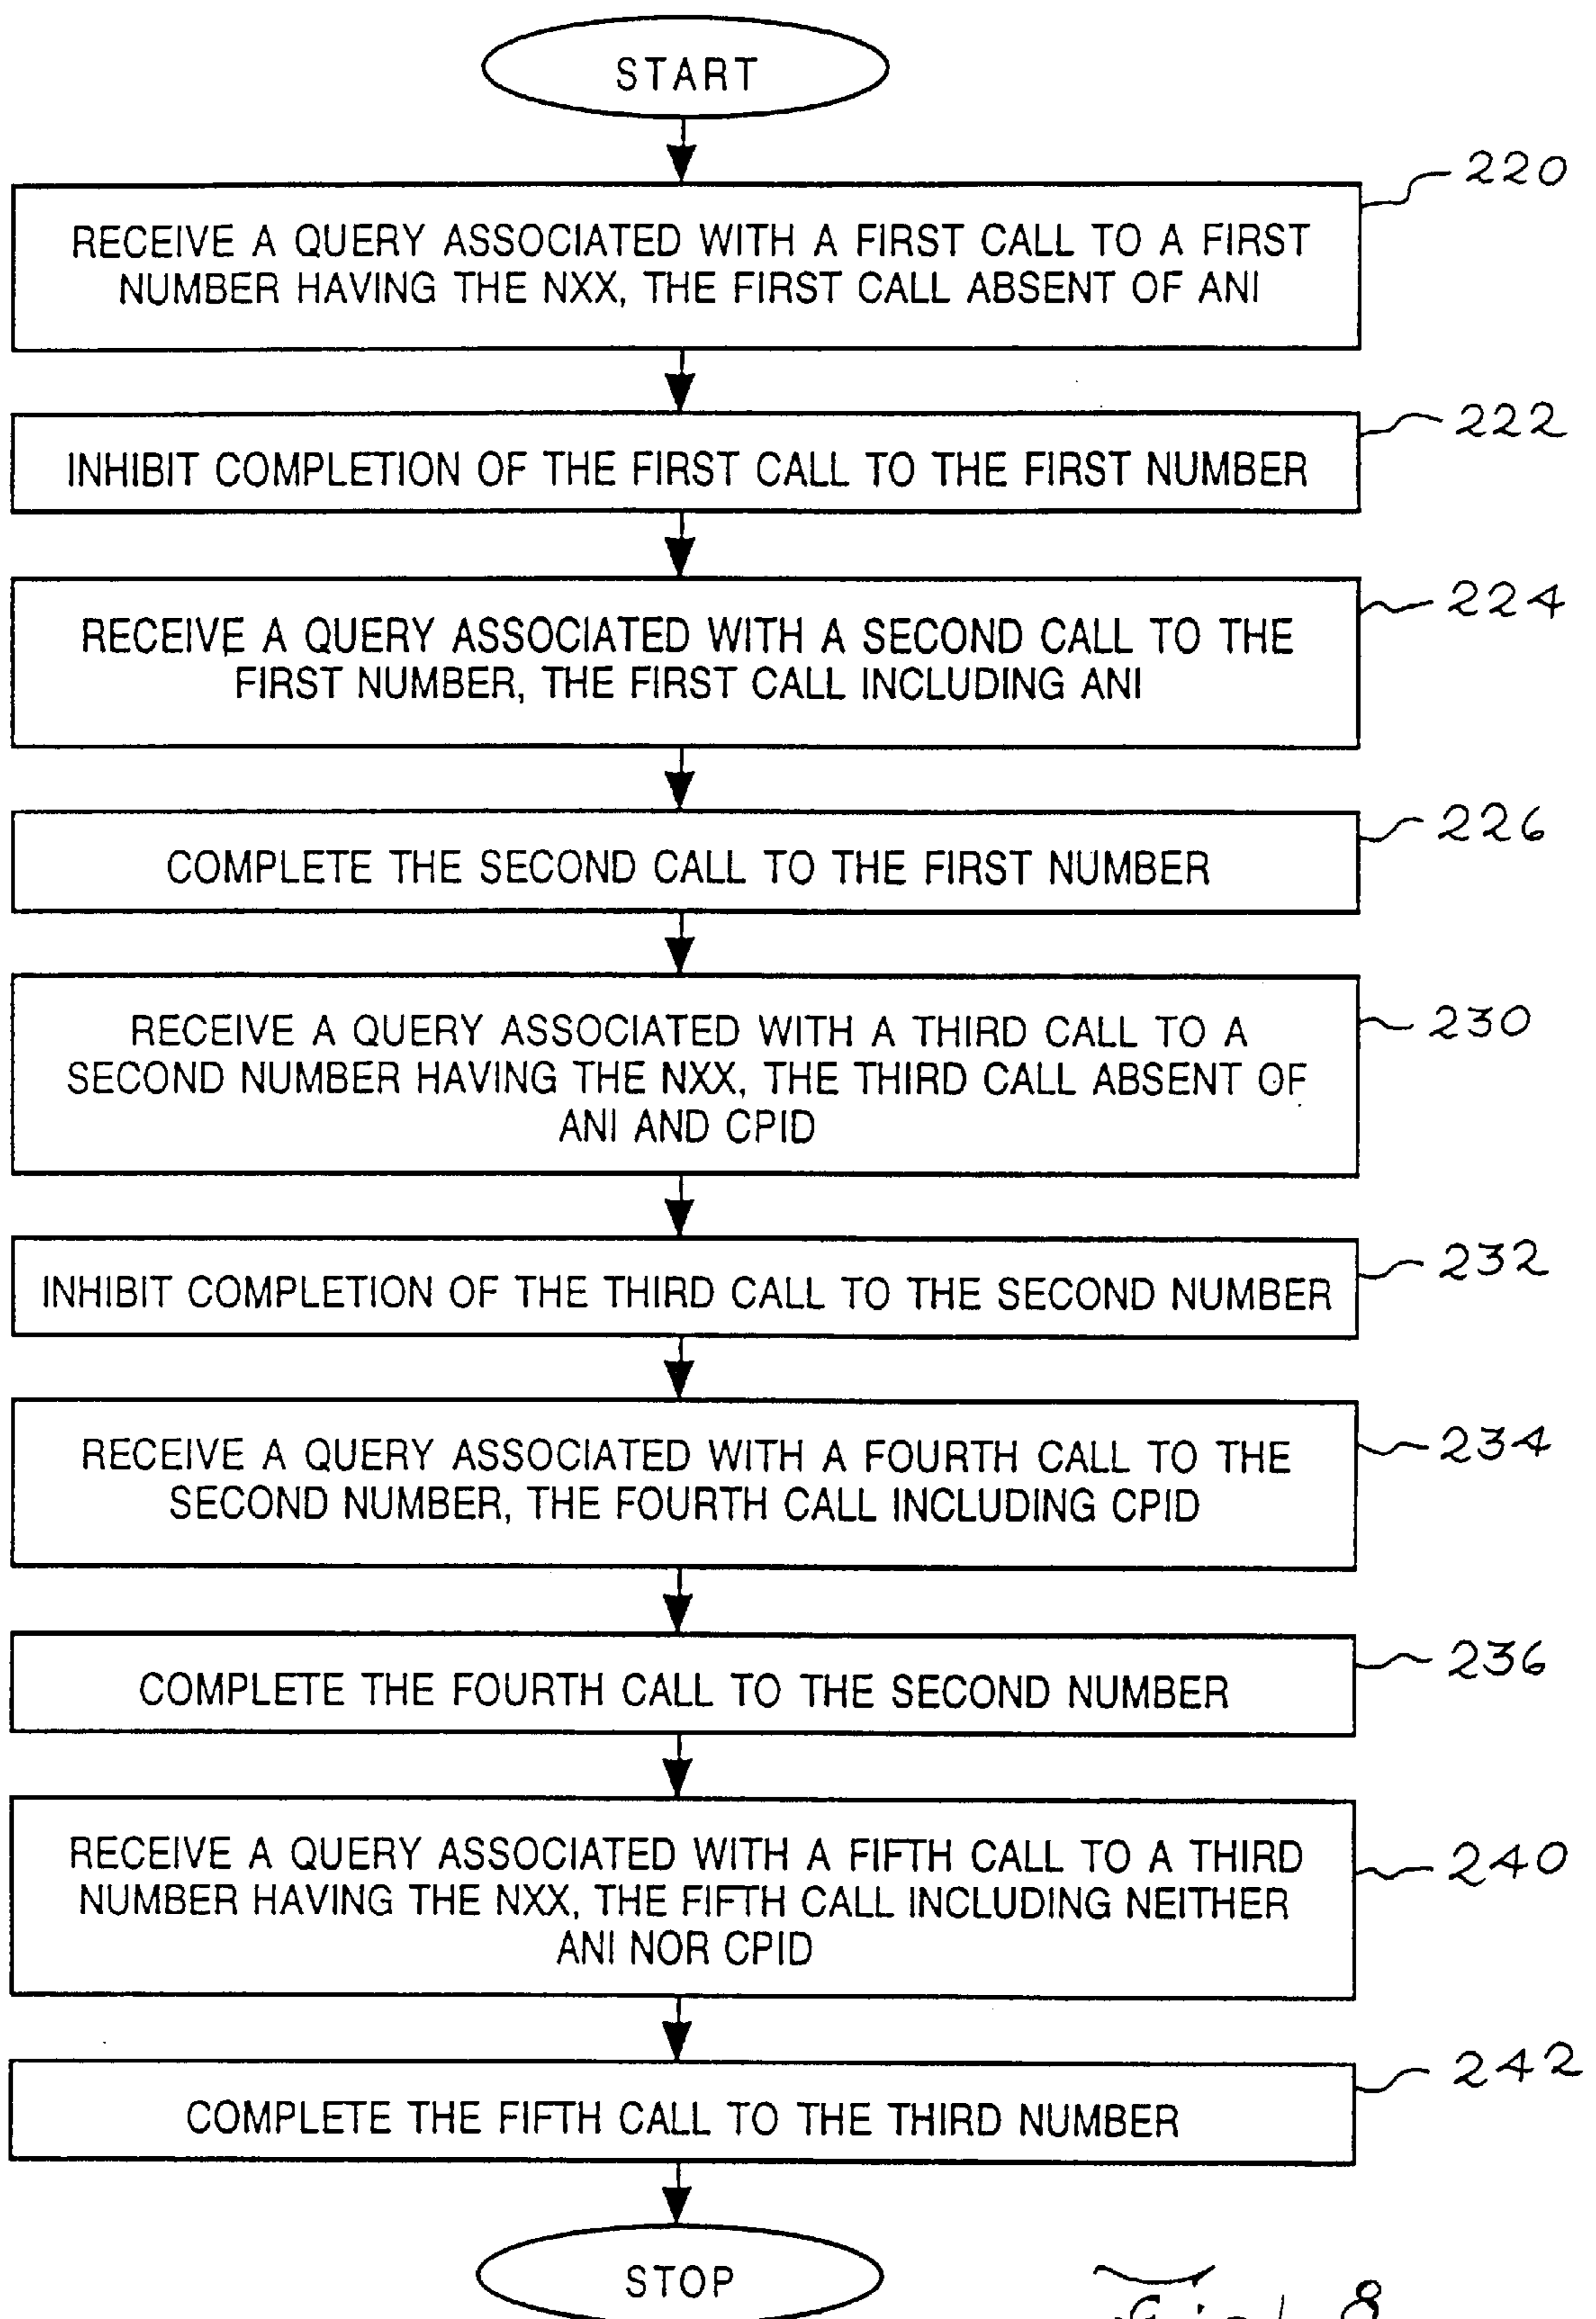 START
220
RECEIVE A QUERY ASSOCIATED WITH A FIRST CALL TO A FIRST
NUMBER HAVING THE NXX, THE FIRST CALL ABSENT OF ANI
222
INHIBIT COMPLETION OF THE FIRST CALL TO THE FIRST NUMBER
224
RECEIVE A QUERY ASSOCIATED WITH A SECOND CALL TO THE
FIRST NUMBER, THE FIRST CALL INCLUDING ANI
226
COMPLETE THE SECOND CALL TO THE FIRST NUMBER
230
RECEIVE A QUERY ASSOCIATED WITH A THIRD CALL TO A
SECOND NUMBER HAVING THE NXX, THE THIRD CALL ABSENT OF
ANI AND CPID
232
INHIBIT COMPLETION OF THE THIRD CALL TO THE SECOND NUMBER
234
RECEIVE A QUERY ASSOCIATED WITH A FOURTH CALL TO THE
SECOND NUMBER, THE FOURTH CALL INCLUDING CPID
236
COMPLETE THE FOURTH CALL TO THE SECOND NUMBER
240
RECEIVE A QUERY ASSOCIATED WITH A FIFTH CALL TO A THIRD
NUMBER HAVING THE NXX, THE FIFTH CALL INCLUDING NEITHER
ANI NOR CPID
242
COMPLETE THE FIFTH CALL TO THE THIRD NUMBER
STOP
8